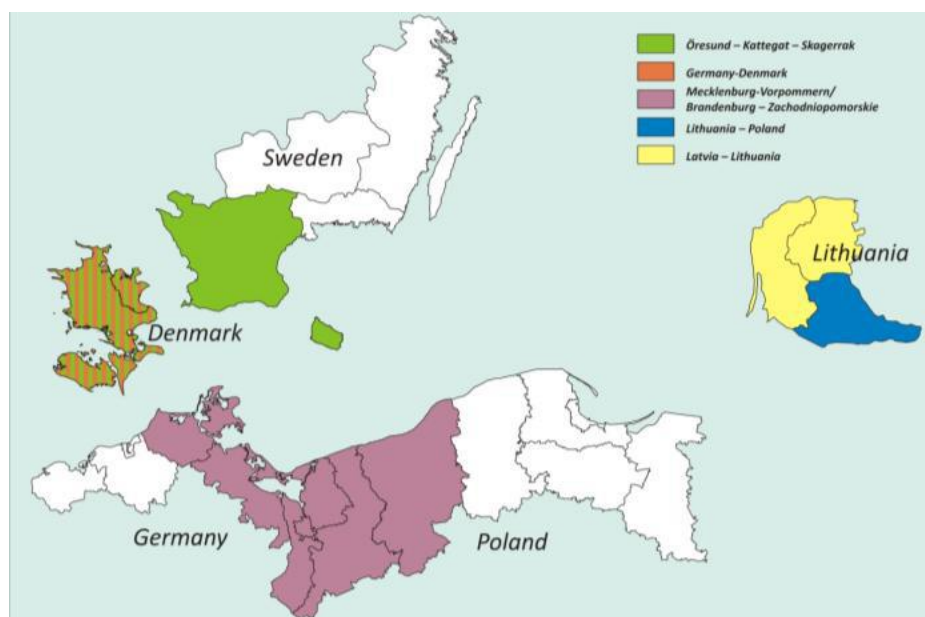 Öresund – Kattegat – Skagerrak
Germany-Denmark
Mecklenburg-Vorpommern/
Brandenburg – Zachodniopomorskie
Lithuania – Poland
Latvia – Lithuania
Sweden
Lithuania
Denmark
Germany
Poland